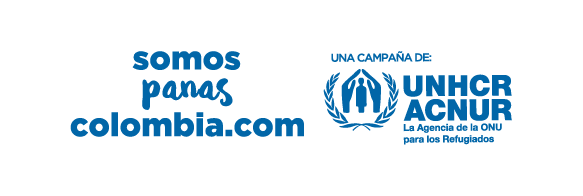 somos
panas
colombia.com
UNA CAMPAÑA DE:
UNHCR
ACNUR
La Agencia de la ONU
para los Refugiados